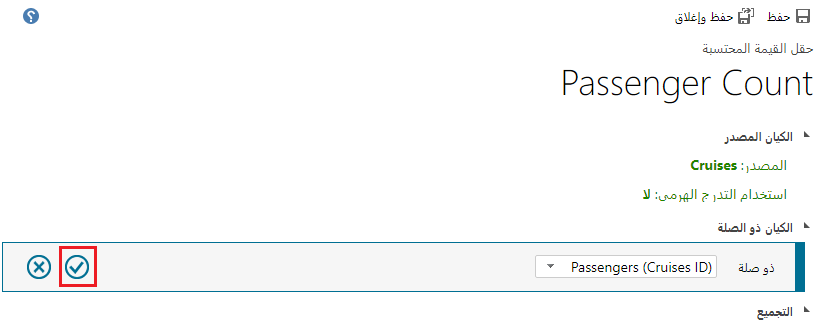 حفظ حفظ وإغلاق ?
حقل القيمة المحتسبة
Passenger Count
الكيان المصدر
المصدر: Cruises
استخدام التدرج الهرمي: لا
الكيان ذو الصلة
ذو صلة Passengers (Cruises ID)
التجميع